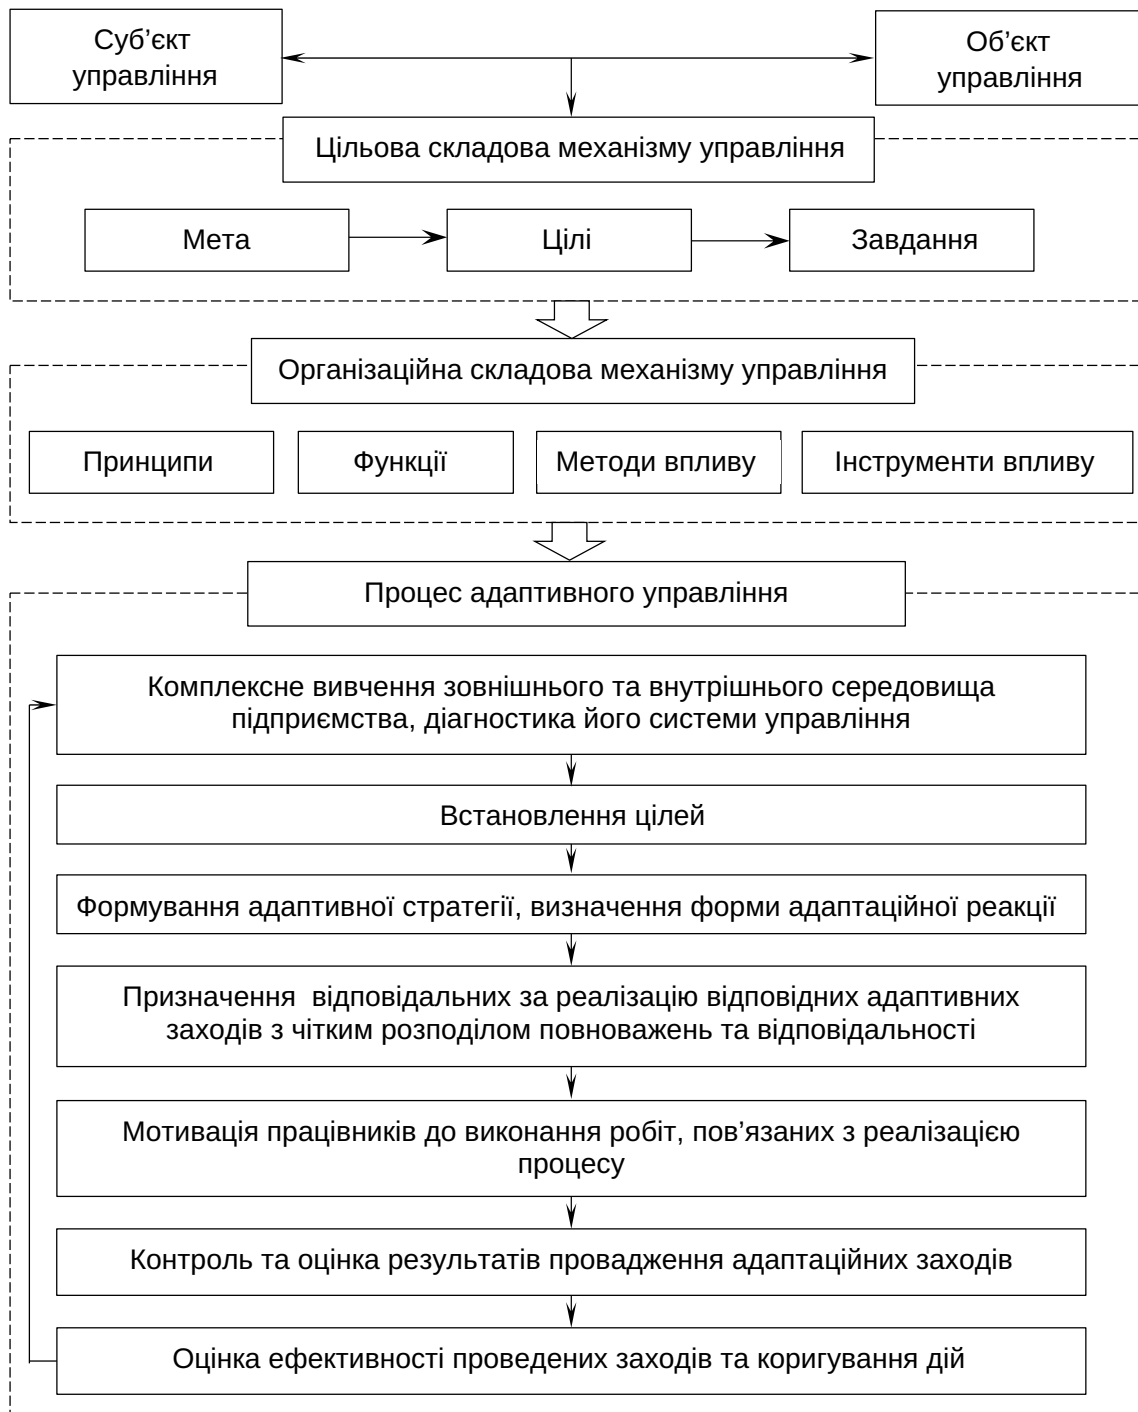 Суб’єкт
управління
Об’єкт
управління
Цільова складова механізму управління
Мета
Цілі
Завдання
Організаційна складова механізму управління
Принципи
Функції
Методи впливу
Інструменти впливу
Процес адаптивного управління
Комплексне вивчення зовнішнього та внутрішнього середовища
підприємства, діагностика його системи управління
Встановлення цілей
Формування адаптивної стратегії, визначення форми адаптаційної реакції
Призначення  відповідальних за реалізацію відповідних адаптивних
заходів з чітким розподілом повноважень та відповідальності
Мотивація працівників до виконання робіт, пов’язаних з реалізацією
процесу
Контроль та оцінка результатів провадження адаптаційних заходів
Оцінка ефективності проведених заходів та коригування дій